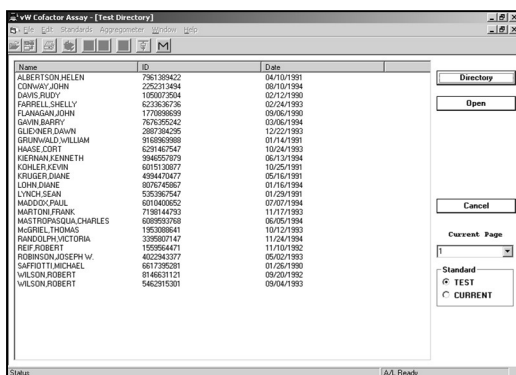 vW Cofactor Assay - [Test Directory]
File Edit Standards Aggregometer Window Help
M
Name ID Date
ALBERTSON,HELEN 7961389422 04/10/1991
CONWAY,JOHN 2252313494 08/10/1994
DAVIS,RUDY 1050073504 02/12/1990
FARRELL,SHELLY 6233636736 02/24/1993
FLANAGAN,JOHN 1770898699 09/06/1990
GAVIN,BARRY 7676355242 03/06/1994
GLIEXNER,DAWN 2887384295 12/22/1993
GRUNWALD,WILLIAM 9168969988 01/14/1991
HAASE,CORT 6291467547 10/24/1993
KIERNAN,KENNETH 9946557879 06/13/1994
KOHLER,KEVIN 6015130877 10/25/1991
KRUGER,DIANE 4994470477 05/16/1991
LOHN,DIANE 8076745867 01/16/1994
LYNCH,SEAN 5353967547 01/29/1991
MADDOX,PAUL 6010400652 07/07/1994
MARTONI,FRANK 7198144793 11/17/1993
MASTROPASQUA,CHARLES 6089593768 06/05/1994
McGRIEL,THOMAS 1953088641 10/12/1993
RANDOLPH,VICTORIA 3395807147 11/24/1994
REIF,ROBERT 1559564471 11/10/1992
ROBINSON,JOSEPH W. 4022943377 05/02/1993
SAFFIOTTI,MICHAEL 6617395281 01/26/1990
WILSON,ROBERT 8146631121 09/20/1992
WILSON,ROBERT 5462915301 09/04/1993
Directory
Open
Cancel
Current Page
1
Standard
TEST
CURRENT
Status A/L Ready